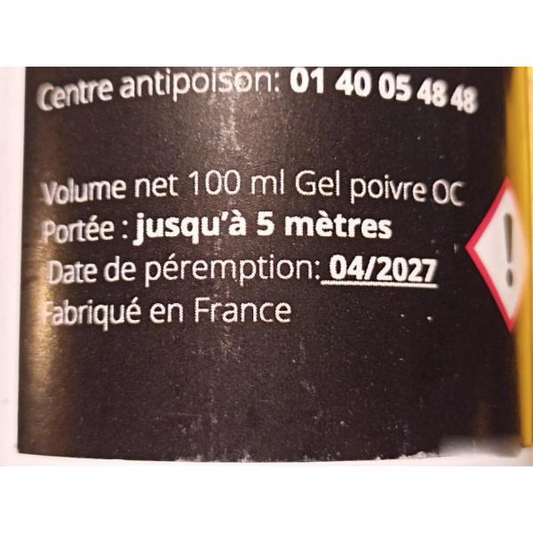 Centre antipoison: 01 40 05 48 48
Volume net 100 ml Gel poivre OC
Portée : jusqu'à 5 mètres
Date de péremption: 04/2027
Fabriqué en France